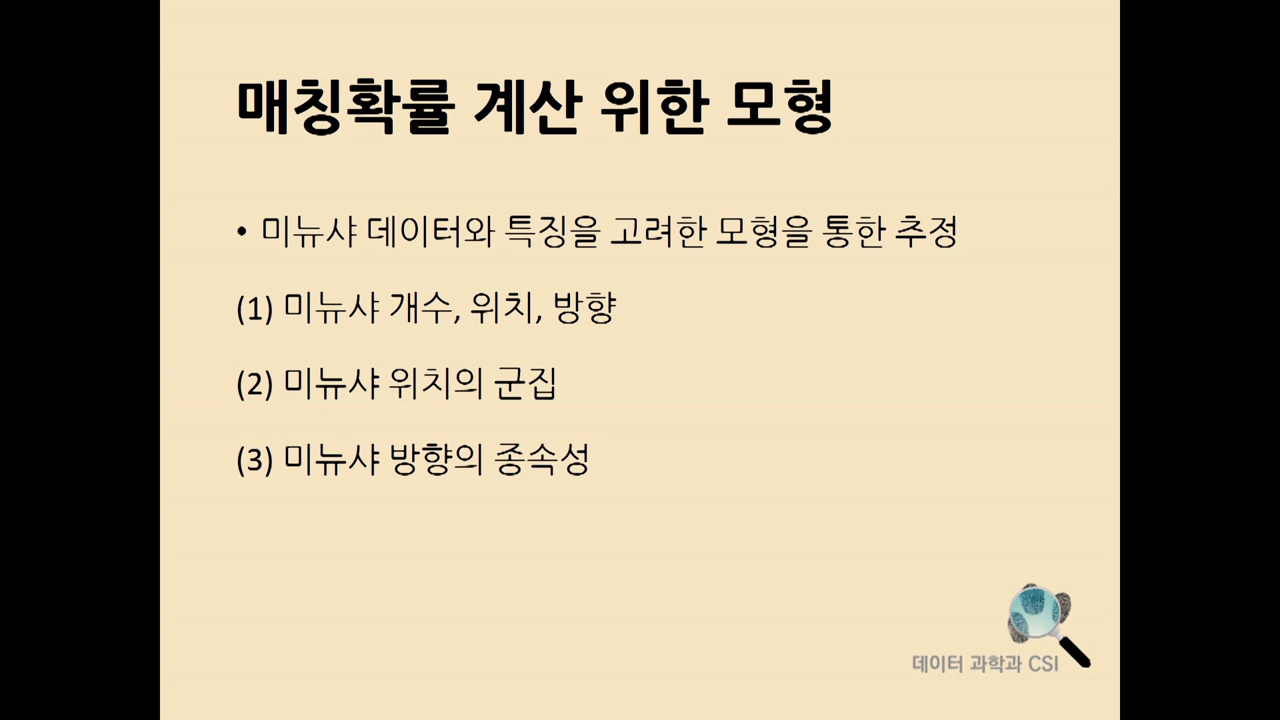 매칭확률 계산 위한 모형
• 미뉴샤 데이터와 특징을 고려한 모형을 통한 추정
(1) 미뉴샤 개수, 위치, 방향
(2) 미뉴샤 위치의 군집
(3) 미뉴샤 방향의 종속성
데이터 과학과 CSI